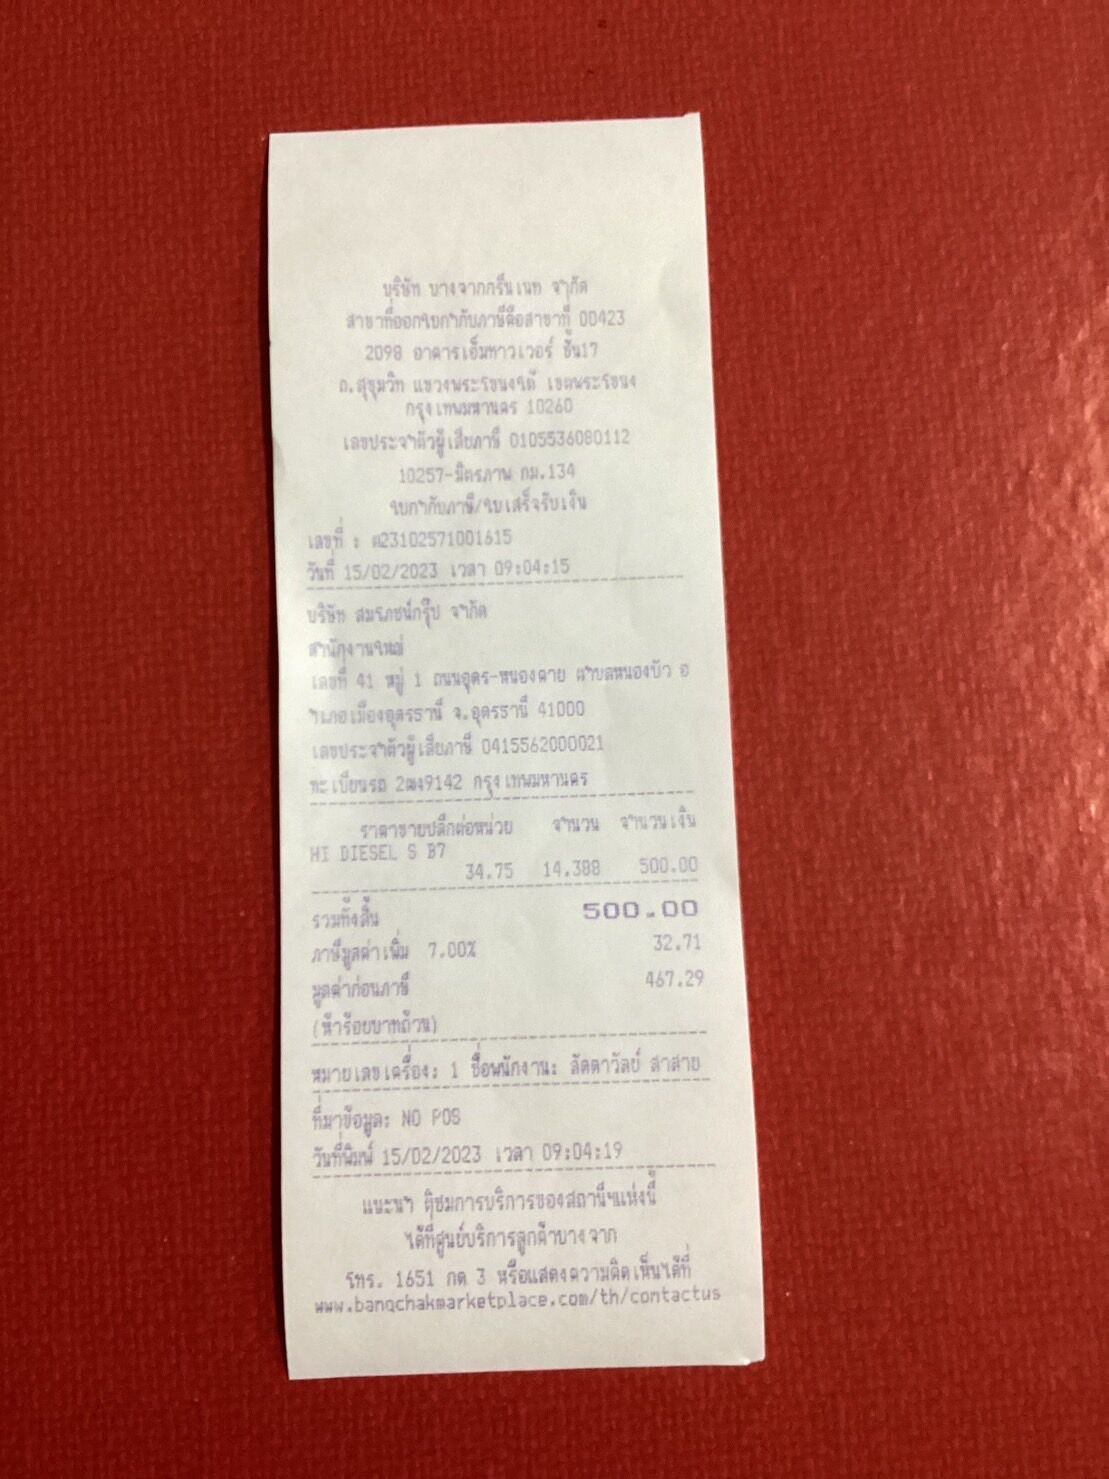 บริษัท บางจากกรีนเนท จำกัด
สาขาที่ออกใบกำกับภาษีคือสาขาที่ 00423
2098 อาคารเอ็มทาวเวอร์ ชั้น17
ถ.สุขุมวิท แขวงพระโขนงใต้ เขตพระโขนง
กรุงเทพมหานคร 10260
เลขประจำตัวผู้เสียภาษี 0105536080112
10257-มิตรภาพ กม.134
ใบกำกับภาษี/ใบเสร็จรับเงิน
เลขที่ : ต23102571001615
วันที่ 15/02/2023 เวลา 09:04:15
บริษัท สมโภชน์กรุ๊ป จำกัด
สำนักงานใหญ่
เลขที่ 41 หมู่ 1 ถนนอุดร-หนองคาย ตำบลหนองบัว อ
ำเภอเมืองอุดรธานี จ.อุดรธานี 41000
เลขประจำตัวผู้เสียภาษี 0415562000021
ทะเบียนรถ กรุงเทพมหานคร
ราคาขายปลีกต่อหน่วย จำนวน จำนวนเงิน
HI DIESEL S B7
34.75 14.388 500.00
รวมทั้งสิ้น 500.00
ภาษีมูลค่าเพิ่ม 7.00% 32.71
มูลค่าก่อนภาษี 467.29
(ห้าร้อยบาทถ้วน)
หมายเลขเครื่อง: 1 ชื่อพนักงาน: ลัดดาวัลย์ สาสาย
ที่มาข้อมูล: NO POS
วันที่พิมพ์ 15/02/2023 เวลา 09:04:19
แนะนำ ติชมการบริการของสถานีฯแห่งนี้
ได้ที่ศูนย์บริการลูกค้าบางจาก
โทร. 1651 กด 3 หรือแสดงความคิดเห็นได้ที่
www.bangchakmarketplace.com/th/contactus